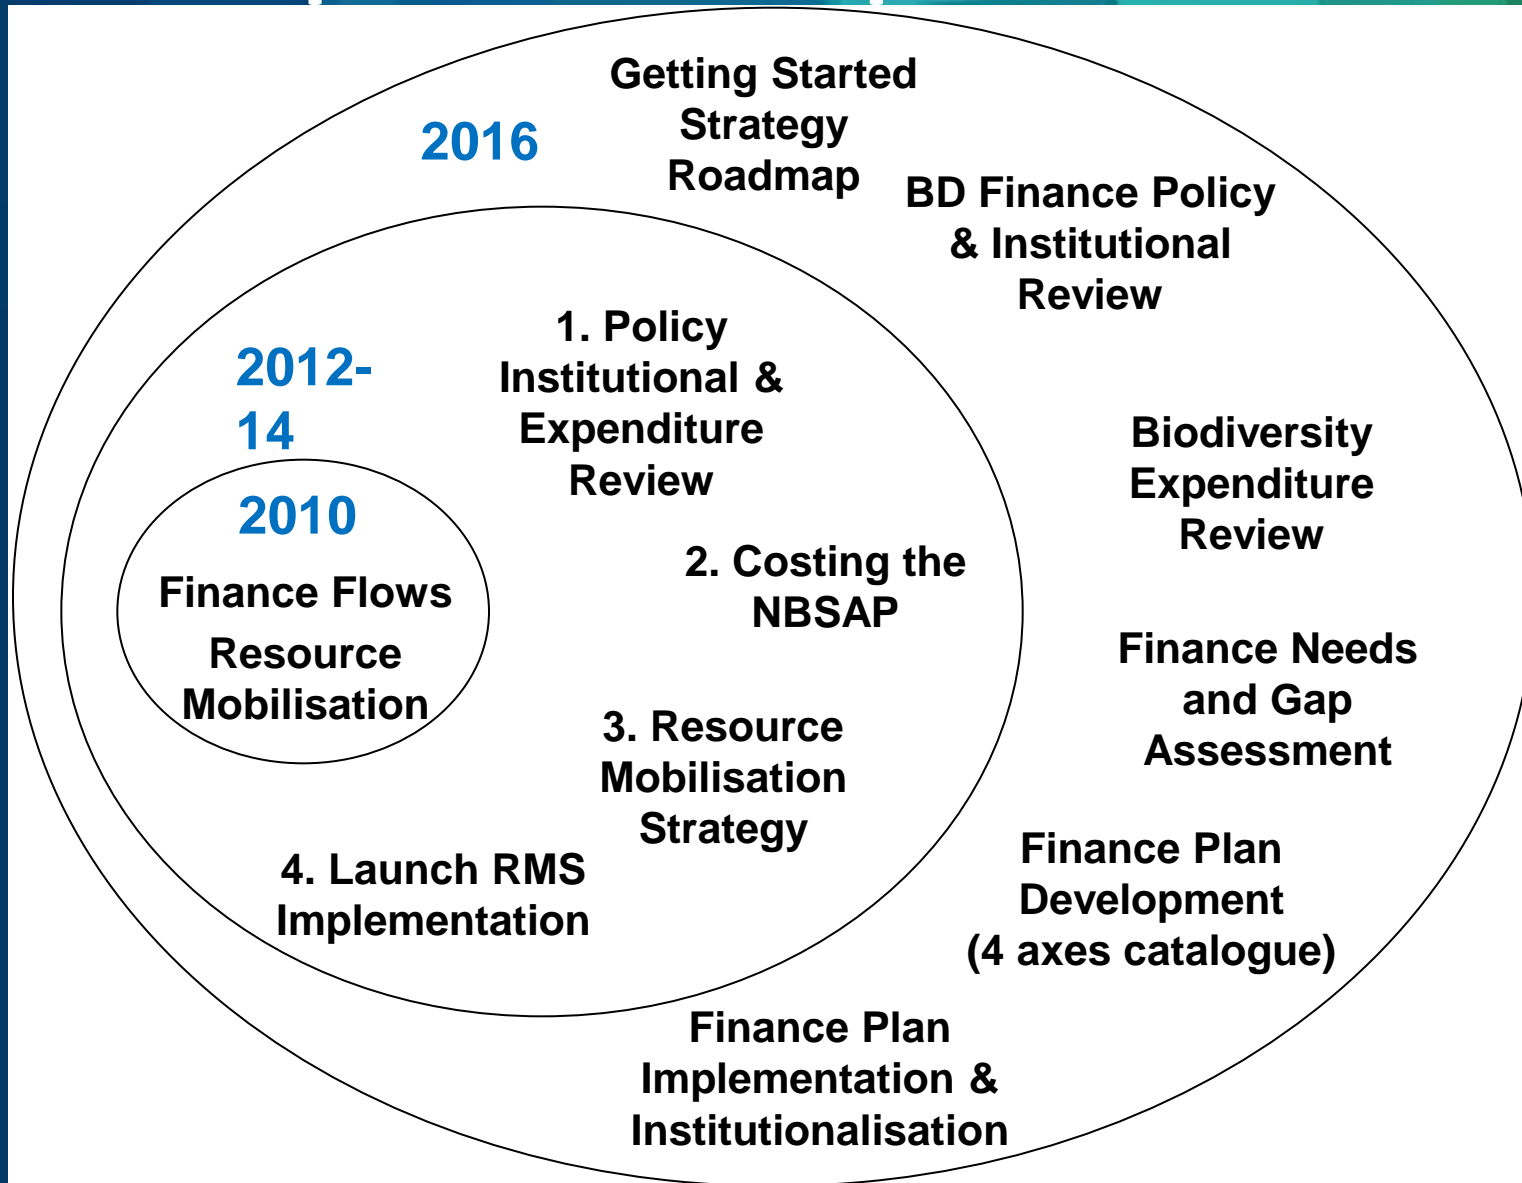 Getting Started
Strategy
Roadmap
2016
BD Finance Policy
& Institutional
Review
1. Policy
Institutional &
Expenditure
Review
2012-
14
Biodiversity
Expenditure
Review
2010
Finance Flows
Resource
Mobilisation
2. Costing the
NBSAP
Finance Needs
and Gap
Assessment
3. Resource
Mobilisation
Strategy
4. Launch RMS
Implementation
Finance Plan
Development
(4 axes catalogue)
Finance Plan
Implementation &
Institutionalisation